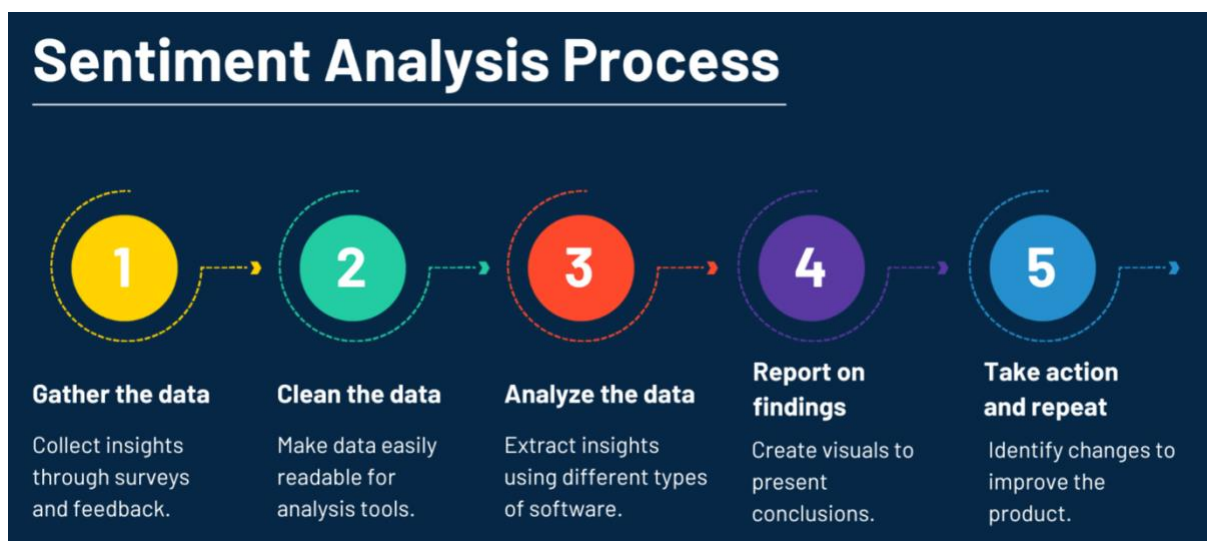 Sentiment Analysis Process
1
2
3
4
5
Gather the data
Collect insights
through surveys
and feedback.
Clean the data
Make data easily
readable for
analysis tools.
Analyze the data
Extract insights
using different types
of software.
Report on
findings
Create visuals to
present
conclusions.
Take action
and repeat
Identify changes to
improve the
product.